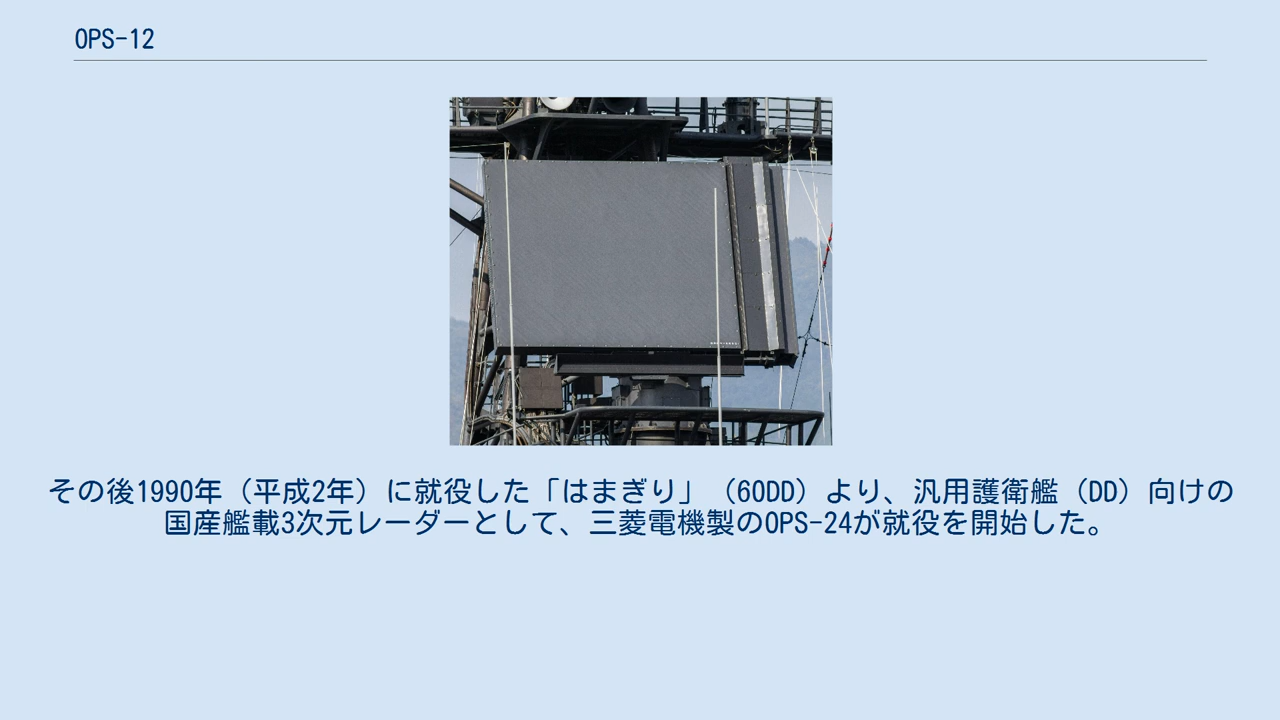 OPS-12
その後1990年（平成2年）に就役した「はまぎり」（60DD）より、汎用護衛艦（DD）向けの
国産艦載3次元レーダーとして、三菱電機製のOPS-24が就役を開始した。